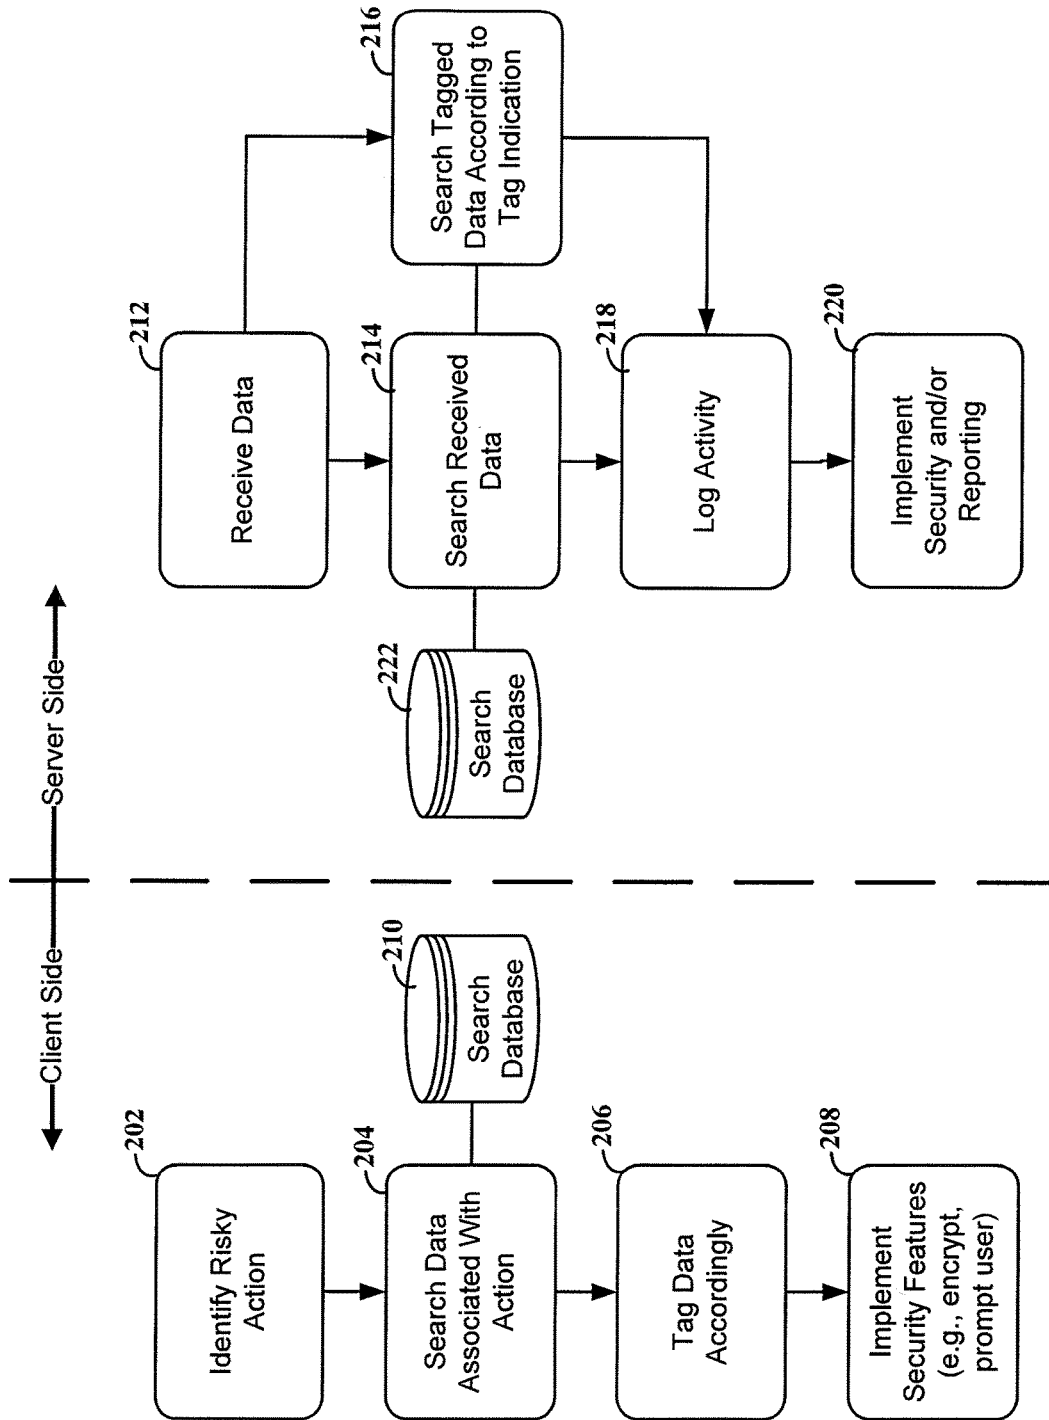 Client Side
Server Side
202
Identify Risky
Action
204
Search Data
Associated With
Action
210
Search
Database
206
Tag Data
Accordingly
208
Implement
Security Features
(e.g., encrypt,
prompt user)
212
Receive Data
222
Search
Database
214
Search Received
Data
216
Search Tagged
Data According to
Tag Indication
218
Log Activity
220
Implement
Security and/or
Reporting